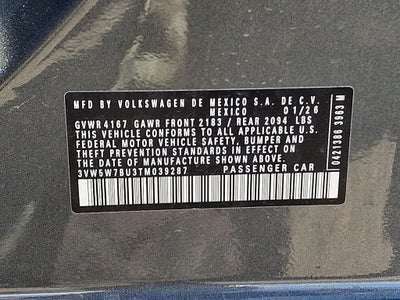 MFD BY VOLKSWAGEN DE MEXICO S.A. DE C.V.
MEXICO 01/26
GVWR 4167 GAWR FRONT 2183 / REAR 2094 LBS
THIS VEHICLE CONFORMS TO ALL APPLICABLE U.S.
FEDERAL MOTOR VEHICLE SAFETY, BUMPER AND
THEFT PREVENTION STANDARDS IN EFFECT ON
THE DATE OF MANUFACTURE SHOWN ABOVE
3VW5W7BU3TM039287 PASSENGER CAR
0421386 3983 M